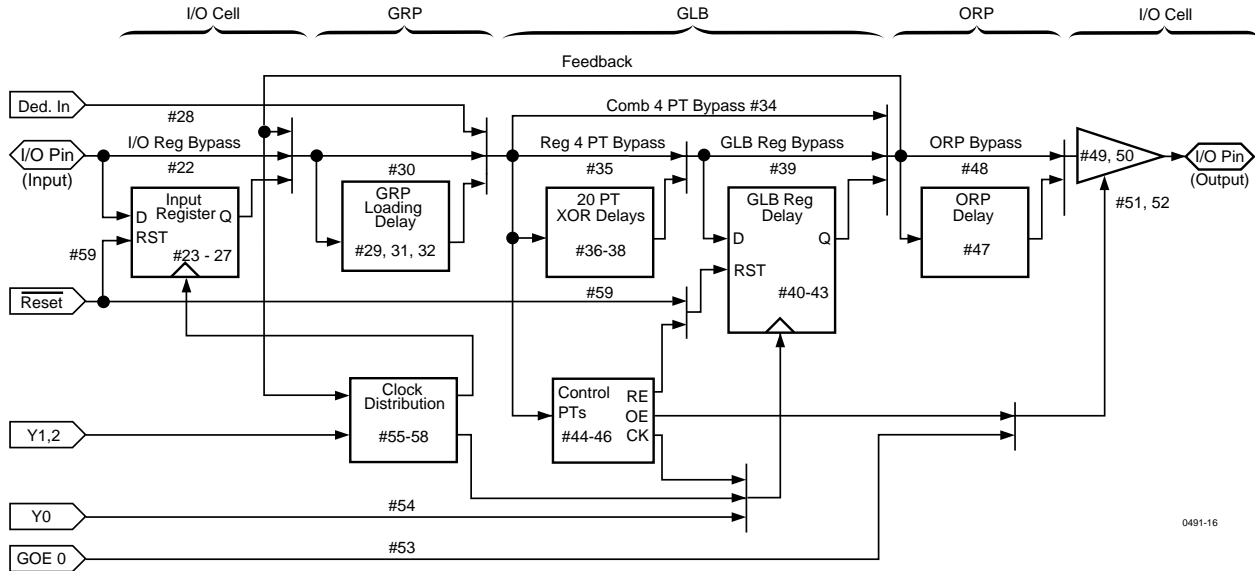 I/O Cell
GRP
GLB
ORP
I/O Cell
Feedback
Ded. In
#28
Comb 4 PT Bypass #34
I/O Pin
(Input)
I/O Reg Bypass
#22
#30
Reg 4 PT Bypass
#35
GLB Reg Bypass
#39
ORP Bypass
#48
#49, 50
I/O Pin
(Output)
#51, 52
Input
Register
D
Q
RST
#23 - 27
#59
GRP
Loading
Delay
#29, 31, 32
20 PT
XOR Delays
#36-38
GLB Reg
Delay
D
Q
RST
#40-43
ORP
Delay
#47
Reset
#59
Clock
Distribution
#55-58
Control
PTs
#44-46
RE
OE
CK
Y1,2
Y0
#54
GOE 0
#53
0491-16